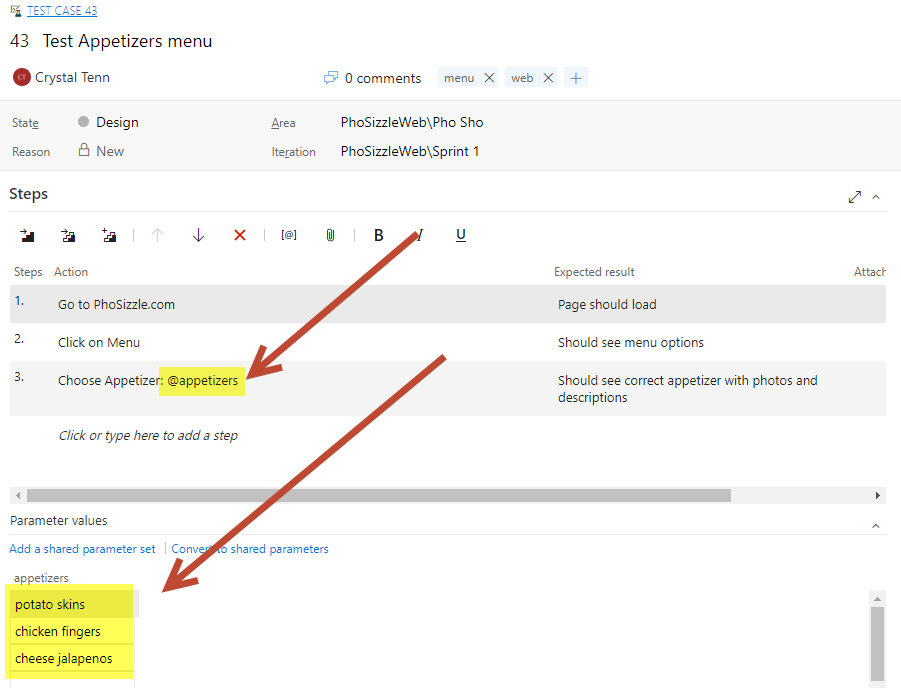 TEST CASE 43
43 Test Appetizers menu
CT Crystal Tenn 0 comments menu web
State Design Area PhoSizzleWeb\Pho Sho
Reason New Iteration PhoSizzleWeb\Sprint 1
Steps
[@] B I U
Steps Action Expected result Attach
1. Go to PhoSizzle.com Page should load
2. Click on Menu Should see menu options
3. Choose Appetizer: @appetizers Should see correct appetizer with photos and
descriptions
Click or type here to add a step
Parameter values
Add a shared parameter set Convert to shared parameters
appetizers
potato skins
chicken fingers
cheese jalapenos